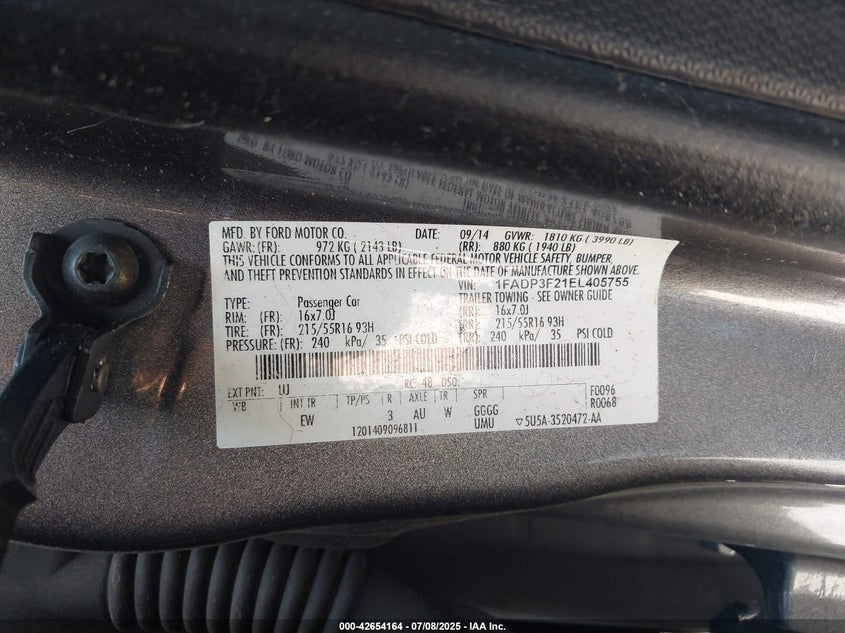 MFD. BY FORD MOTOR CO. DATE: 09/14 GVWR: 1810 KG ( 3990 LB)
GAWR: (FR): 972 KG ( 2143 LB) (RR): 880 KG ( 1940 LB)
THIS VEHICLE CONFORMS TO ALL APPLICABLE FEDERAL MOTOR VEHICLE SAFETY, BUMPER,
AND THEFT PREVENTION STANDARDS IN EFFECT ON THE DATE OF MANUFACTURE SHOWN ABOVE.
VIN: 1FADP3F21EL405755
TYPE: Passenger Car TRAILER TOWING - SEE OWNER GUIDE
RIM: (FR): 16x7.0J (RR): 16x7.0J
TIRE: (FR): 215/55R16 93H (RR): 215/55R16 93H
PRESSURE: (FR): 240 kPa/ 35 PSI COLD (RR): 240 kPa/ 35 PSI COLD
EXT PNT: UJ RC: 48 DSO: F0096
WB INT IR TP/PS R AXLE TR SPR R0068
EW 3 AU W GGGG
1201409096811 UMU ▽5U5A-3520472-AA
000-42654164 - 07/08/2025 - IAA Inc.